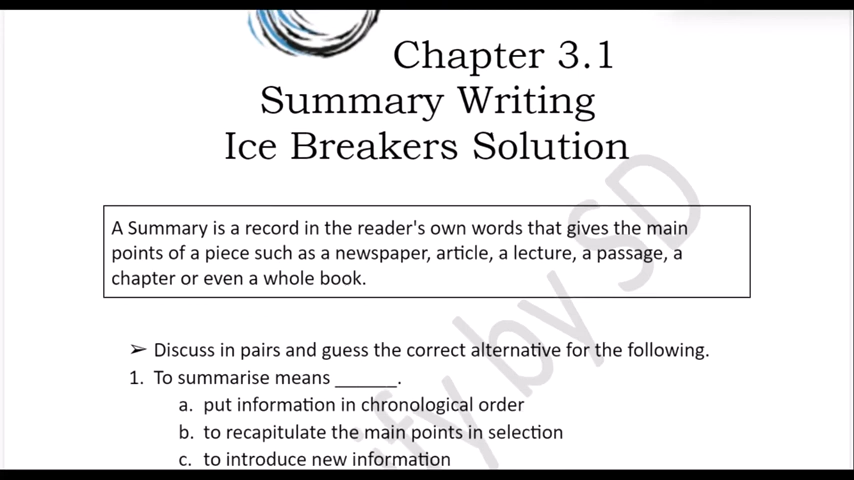 Chapter 3.1
Summary Writing
Ice Breakers Solution
A Summary is a record in the reader's own words that gives the main
points of a piece such as a newspaper, article, a lecture, a passage, a
chapter or even a whole book.
➢ Discuss in pairs and guess the correct alternative for the following.
1. To summarise means ______.
a. put information in chronological order
b. to recapitulate the main points in selection
c. to introduce new information
ify by SD